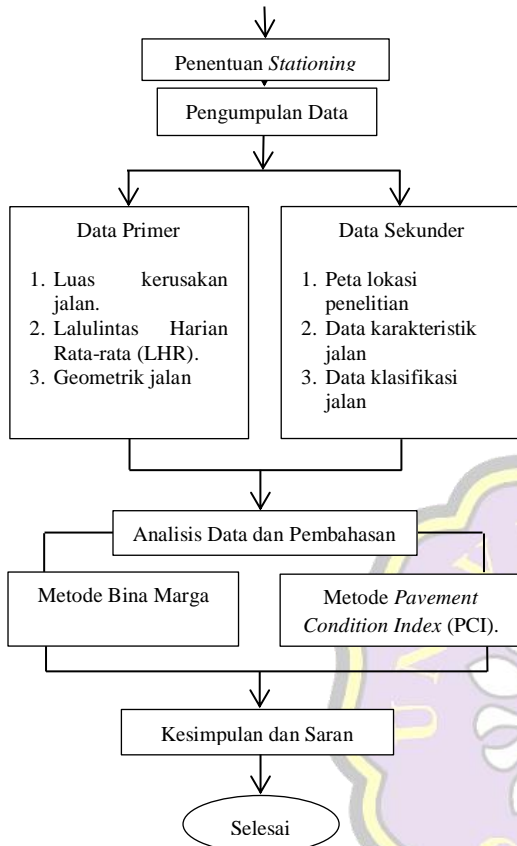 Penentuan Stationing
Pengumpulan Data
Data Primer
1. Luas kerusakan
jalan.
2. Lalulintas Harian
Rata-rata (LHR).
3. Geometrik jalan
Data Sekunder
1. Peta lokasi
penelitian
2. Data karakteristik
jalan
3. Data klasifikasi
jalan
Analisis Data dan Pembahasan
Metode Bina Marga
Metode Pavement
Condition Index (PCI).
Kesimpulan dan Saran
Selesai